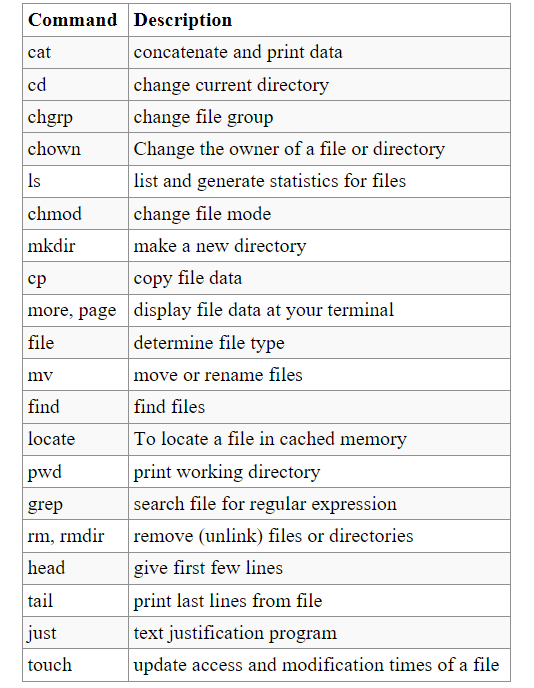 Command Description
cat concatenate and print data
cd change current directory
chgrp change file group
chown Change the owner of a file or directory
ls list and generate statistics for files
chmod change file mode
mkdir make a new directory
cp copy file data
more, page display file data at your terminal
file determine file type
mv move or rename files
find find files
locate To locate a file in cached memory
pwd print working directory
grep search file for regular expression
rm, rmdir remove (unlink) files or directories
head give first few lines
tail print last lines from file
just text justification program
touch update access and modification times of a file